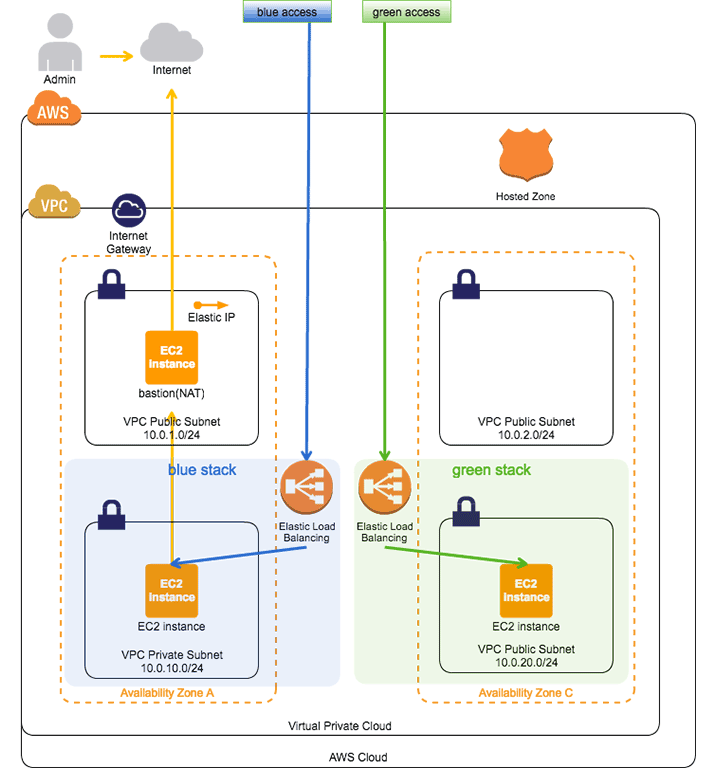 blue access
green access
Admin
Internet
AWS
Hosted Zone
VPC
Internet
Gateway
Elastic IP
EC2
Instance
bastion(NAT)
VPC Public Subnet
10.0.1.0/24
VPC Public Subnet
10.0.2.0/24
blue stack
green stack
Elastic Load
Balancing
Elastic Load
Balancing
EC2
Instance
EC2 instance
VPC Private Subnet
10.0.10.0/24
EC2
Instance
EC2 instance
VPC Public Subnet
10.0.20.0/24
Availability Zone A
Availability Zone C
Virtual Private Cloud
AWS Cloud